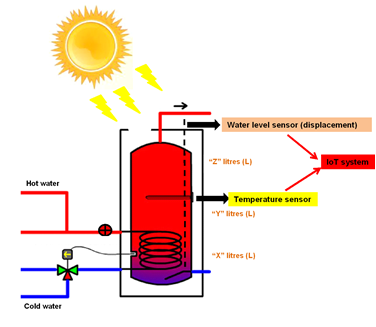 Water level sensor (displacement)
"Z" litres (L)
IoT system
Hot water
Temperature sensor
"Y" litres (L)
"X" litres (L)
Cold water